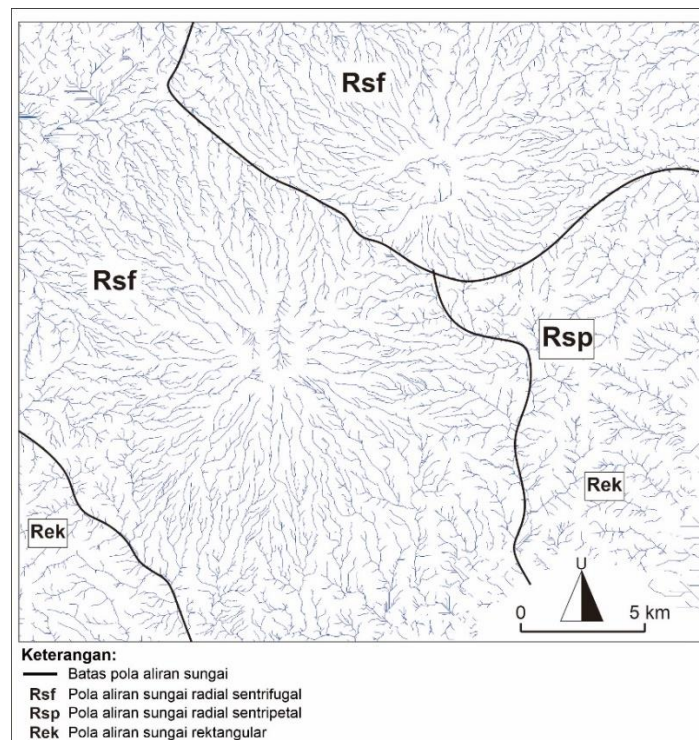 Rsf
Rsf
Rsp
Rek
Rek
U
0 5 km
Keterangan:
Batas pola aliran sungai
Rsf Pola aliran sungai radial sentrifugal
Rsp Pola aliran sungai radial sentripetal
Rek Pola aliran sungai rektangular